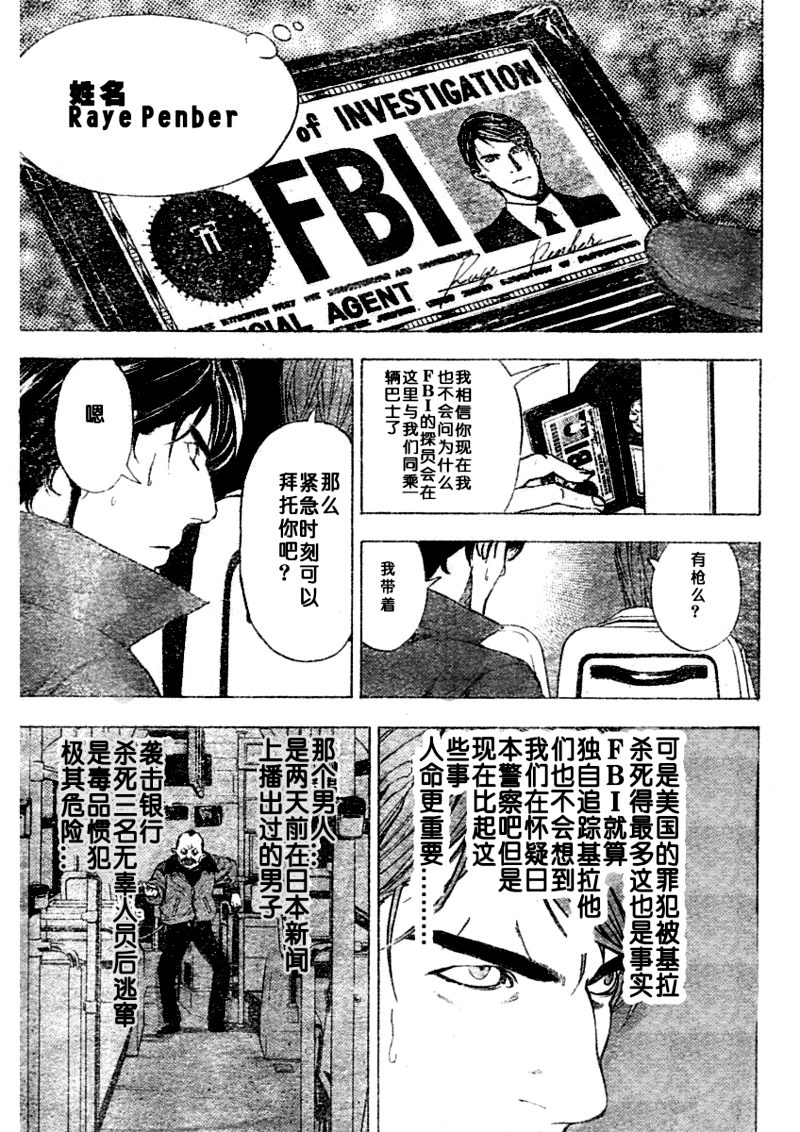 姓名
Raye Penber
of INVESTIGATION
FBI
Raye Penber
CIAL AGENT
我相信你现在我
也不会问为什么
FBI的探员会在
这里与我们同乘一
辆巴士了
FBI
那么
紧急时刻可以
拜托你吧？
嗯
有枪么？
我
带着
可是美国的罪犯被基拉
杀死得最多这也是事实
FBI就算
独自追踪基拉他
们也不会想到
我们在怀疑日
本警察吧但是
现在比起这
些事
人命更重要……
那个男人…
是两天前在日本新闻
上播出过的男子
袭击银行
杀死三名无辜人员后逃窜
是毒品惯犯
极其危险…